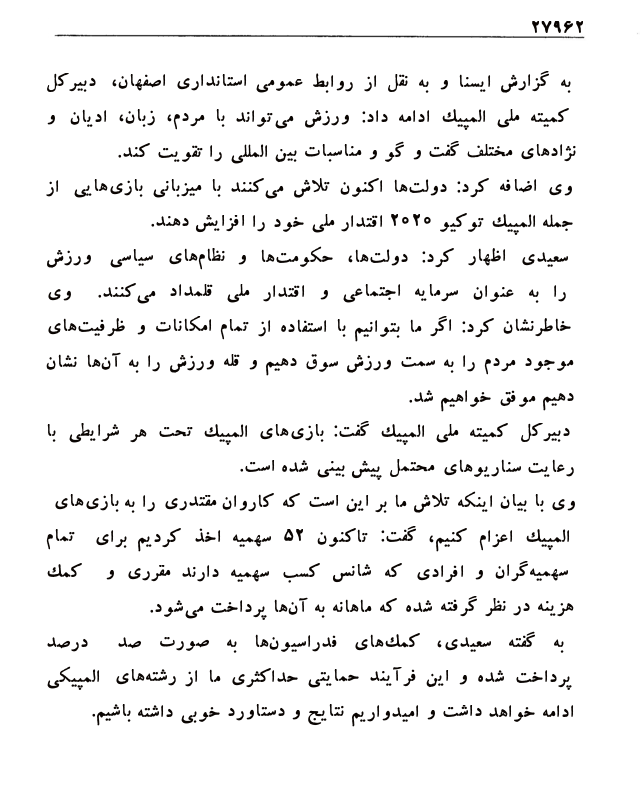 ۲۷۹۶۲
به گزارش ایسنا و به نقل از روابط عمومی استانداری اصفهان، دبیرکل
کمیته ملی المپیك ادامه داد: ورزش می‌تواند با مردم، زبان، ادیان و
نژادهای مختلف گفت و گو و مناسبات بین المللی را تقویت کند.
وی اضافه کرد: دولت‌ها اکنون تلاش می‌کنند با میزبانی بازی‌هایی از
جمله المپیك توکیو ۲۰۲۰ اقتدار ملی خود را افزایش دهند.
سعیدی اظهار کرد: دولت‌ها، حکومت‌ها و نظام‌های سیاسی ورزش
را به عنوان سرمایه اجتماعی و اقتدار ملی قلمداد می‌کنند. وی
خاطرنشان کرد: اگر ما بتوانیم با استفاده از تمام امکانات و ظرفیت‌های
موجود مردم را به سمت ورزش سوق دهیم و قله ورزش را به آن‌ها نشان
دهیم موفق خواهیم شد.
دبیرکل کمیته ملی المپیك گفت: بازی‌های المپیك تحت هر شرایطی با
رعایت سناریوهای محتمل پیش بینی شده است.
وی با بیان اینکه تلاش ما بر این است که کاروان مقتدری را به بازی‌های
المپیك اعزام کنیم، گفت: تاکنون ۵۲ سهمیه اخذ کردیم برای تمام
سهمیه‌گران و افرادی که شانس کسب سهمیه دارند مقرری و کمك
هزینه در نظر گرفته شده که ماهانه به آن‌ها پرداخت می‌شود.
به گفته سعیدی، کمك‌های فدراسیون‌ها به صورت صد درصد
پرداخت شده و این فرآیند حمایتی حداکثری ما از رشته‌های المپیکی
ادامه خواهد داشت و امیدواریم نتایج و دستاورد خوبی داشته باشیم.